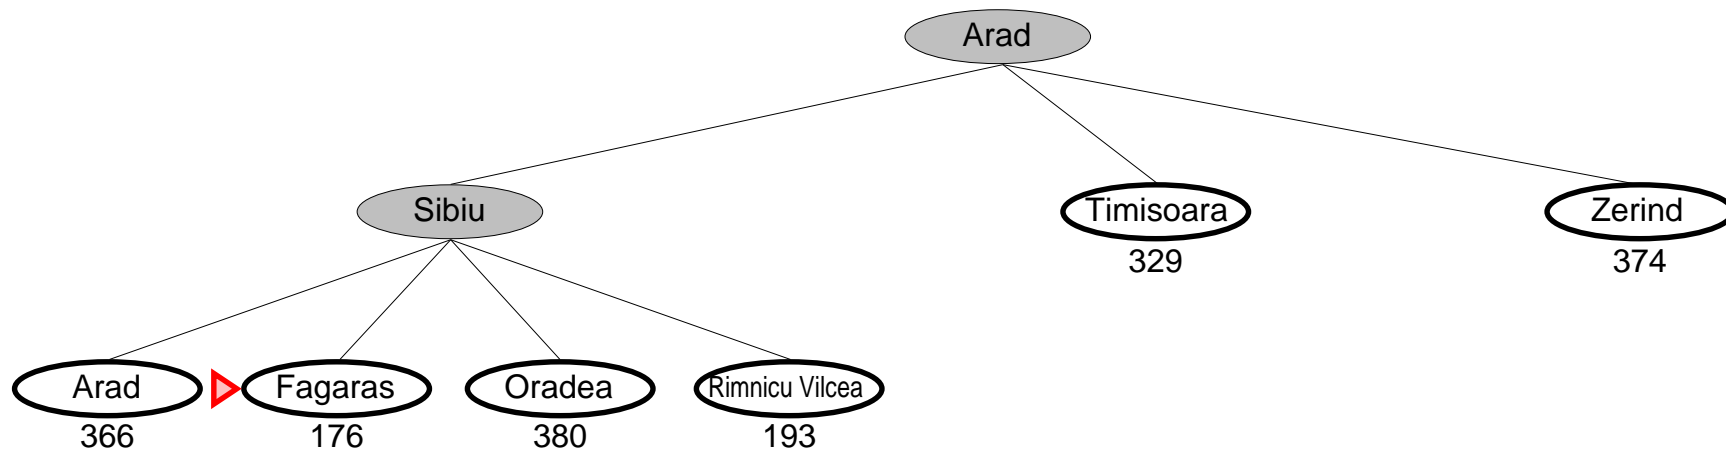 Arad
Sibiu
Timisoara
Zerind
329
374
Arad
Fagaras
Oradea
Rimnicu Vilcea
366
176
380
193